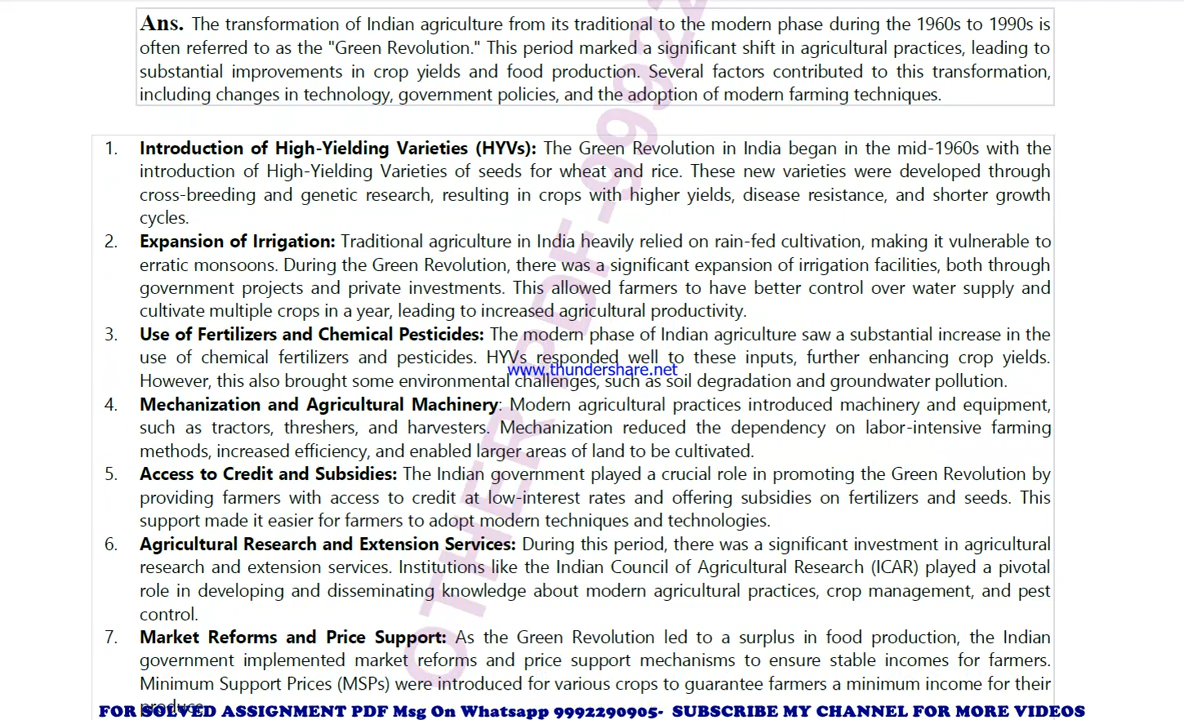 Ans. The transformation of Indian agriculture from its traditional to the modern phase during the 1960s to 1990s is
often referred to as the "Green Revolution." This period marked a significant shift in agricultural practices, leading to
substantial improvements in crop yields and food production. Several factors contributed to this transformation,
including changes in technology, government policies, and the adoption of modern farming techniques.
1. Introduction of High-Yielding Varieties (HYVs): The Green Revolution in India began in the mid-1960s with the
introduction of High-Yielding Varieties of seeds for wheat and rice. These new varieties were developed through
cross-breeding and genetic research, resulting in crops with higher yields, disease resistance, and shorter growth
cycles.
2. Expansion of Irrigation: Traditional agriculture in India heavily relied on rain-fed cultivation, making it vulnerable to
erratic monsoons. During the Green Revolution, there was a significant expansion of irrigation facilities, both through
government projects and private investments. This allowed farmers to have better control over water supply and
cultivate multiple crops in a year, leading to increased agricultural productivity.
3. Use of Fertilizers and Chemical Pesticides: The modern phase of Indian agriculture saw a substantial increase in the
use of chemical fertilizers and pesticides. HYVs responded well to these inputs, further enhancing crop yields.
www.thundershare.net
However, this also brought some environmental challenges, such as soil degradation and groundwater pollution.
4. Mechanization and Agricultural Machinery: Modern agricultural practices introduced machinery and equipment,
such as tractors, threshers, and harvesters. Mechanization reduced the dependency on labor-intensive farming
methods, increased efficiency, and enabled larger areas of land to be cultivated.
5. Access to Credit and Subsidies: The Indian government played a crucial role in promoting the Green Revolution by
providing farmers with access to credit at low-interest rates and offering subsidies on fertilizers and seeds. This
support made it easier for farmers to adopt modern techniques and technologies.
6. Agricultural Research and Extension Services: During this period, there was a significant investment in agricultural
research and extension services. Institutions like the Indian Council of Agricultural Research (ICAR) played a pivotal
role in developing and disseminating knowledge about modern agricultural practices, crop management, and pest
control.
7. Market Reforms and Price Support: As the Green Revolution led to a surplus in food production, the Indian
government implemented market reforms and price support mechanisms to ensure stable incomes for farmers.
Minimum Support Prices (MSPs) were introduced for various crops to guarantee farmers a minimum income for their
FOR SOLVED ASSIGNMENT PDF Msg On Whatsapp 9992290905- SUBSCRIBE MY CHANNEL FOR MORE VIDEOS
OTHER PDF-99922